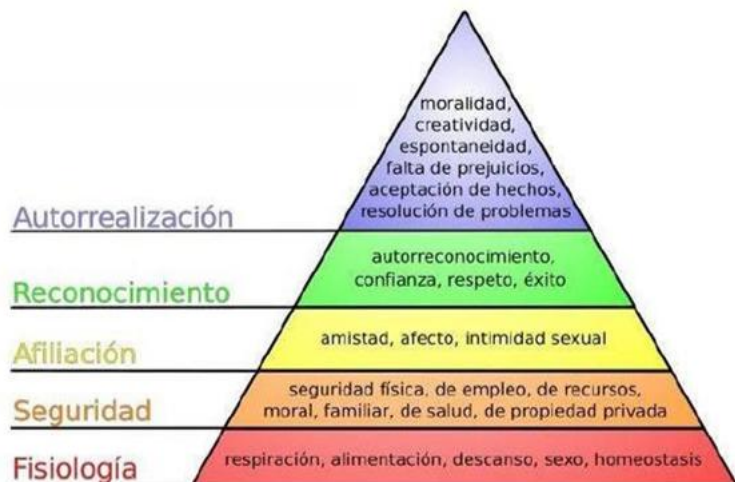 moralidad,
creatividad,
espontaneidad,
falta de prejuicios,
aceptación de hechos,
resolución de problemas
Autorrealización
autorreconocimiento,
confianza, respeto, éxito
Reconocimiento
amistad, afecto, intimidad sexual
Afiliación
seguridad física, de empleo, de recursos,
moral, familiar, de salud, de propiedad privada
Seguridad
respiración, alimentación, descanso, sexo, homeostasis
Fisiología